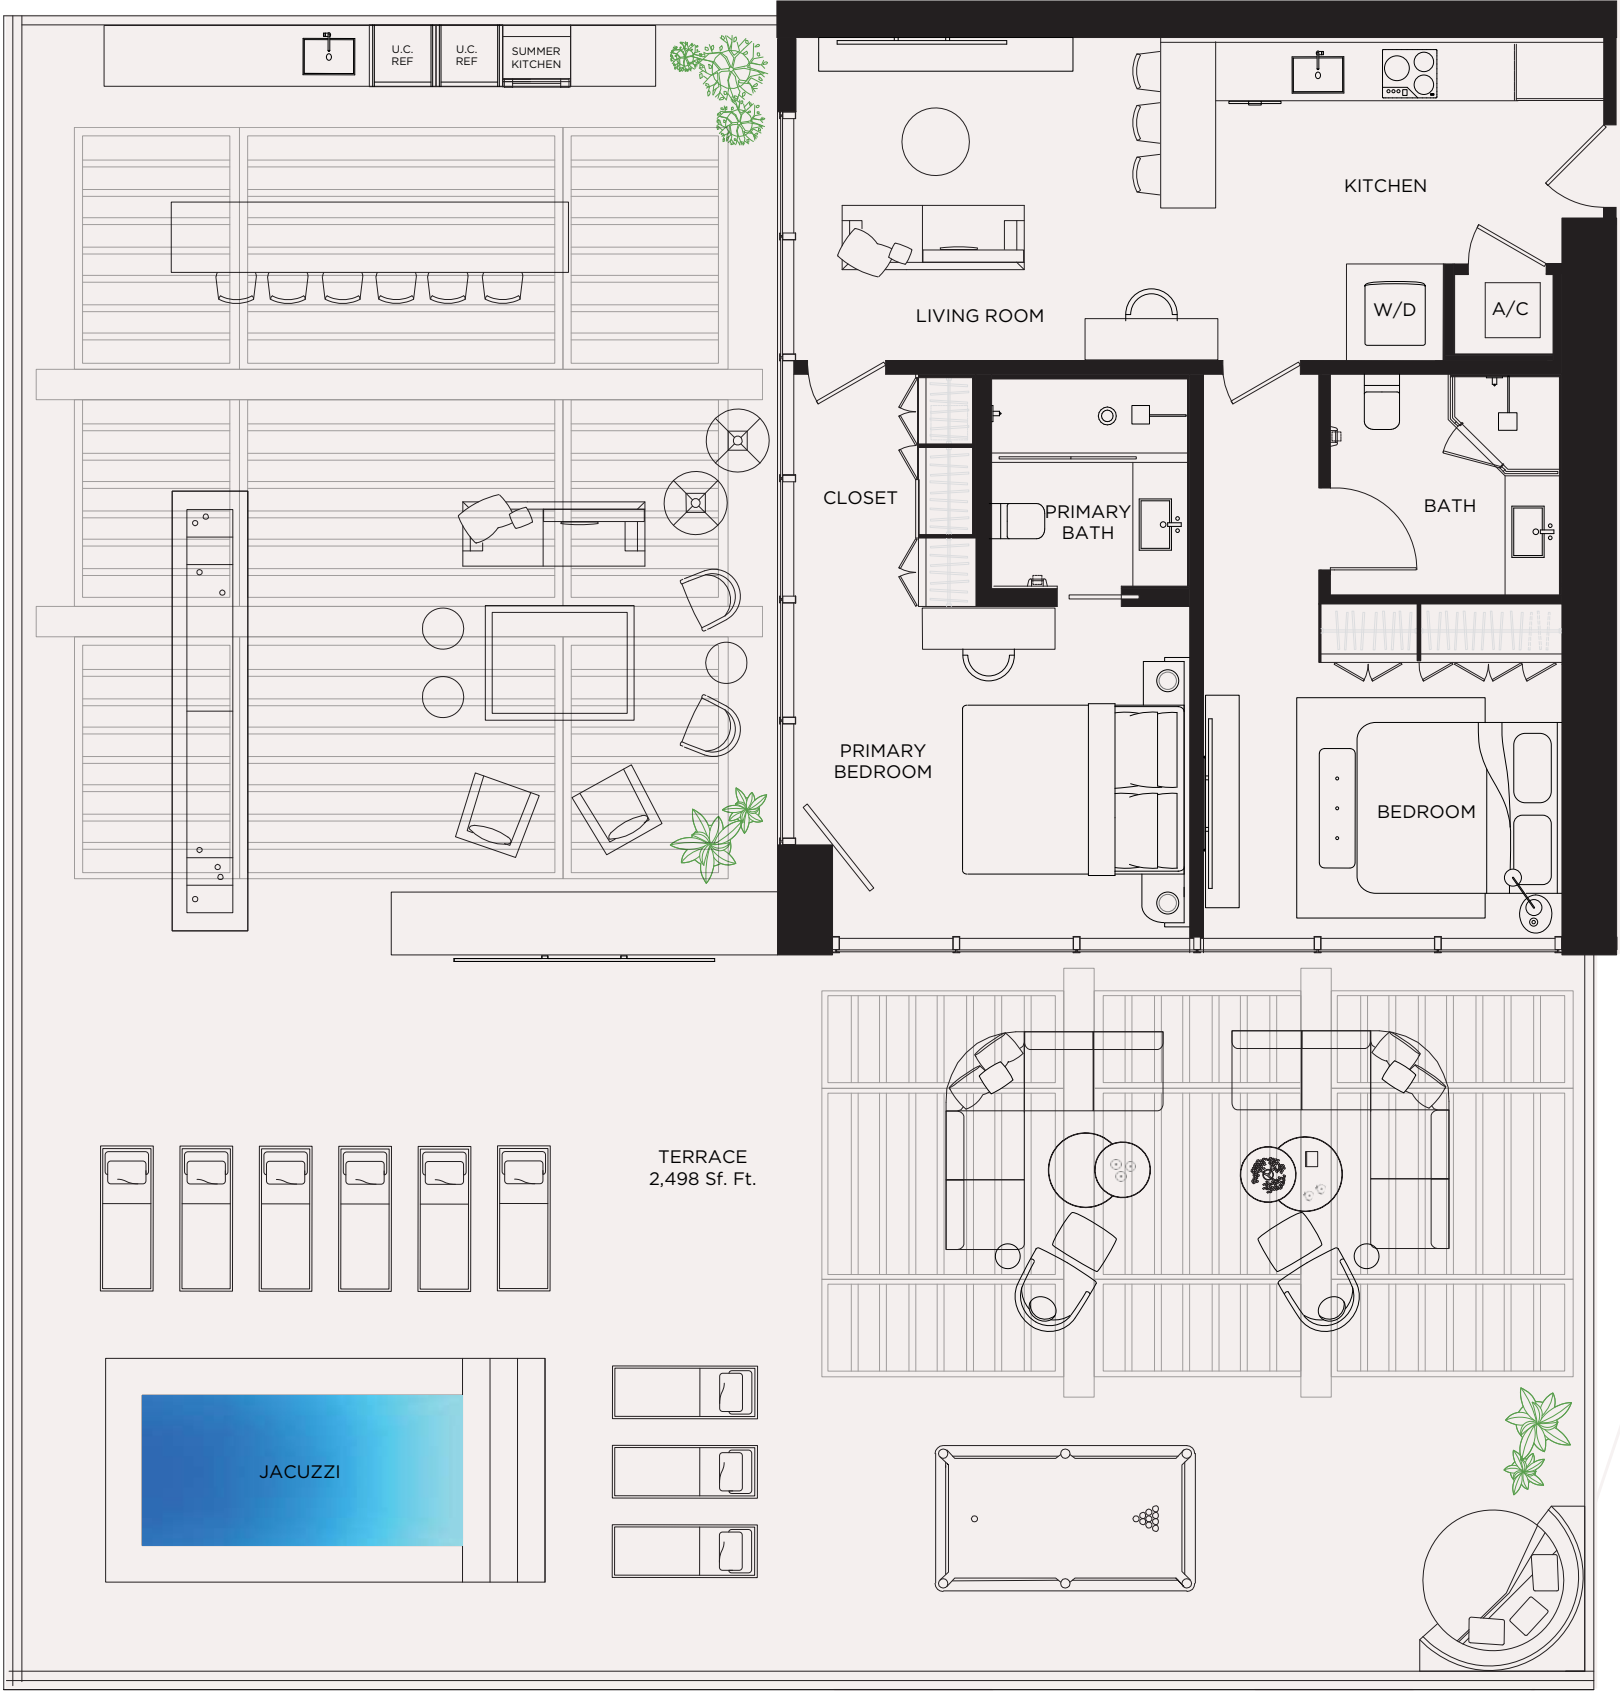 U.C.
REF
U.C.
REF
SUMMER
KITCHEN
KITCHEN
LIVING ROOM
W/D
A/C
CLOSET
PRIMARY
BATH
BATH
PRIMARY
BEDROOM
BEDROOM
TERRACE
2,498 Sf. Ft.
JACUZZI